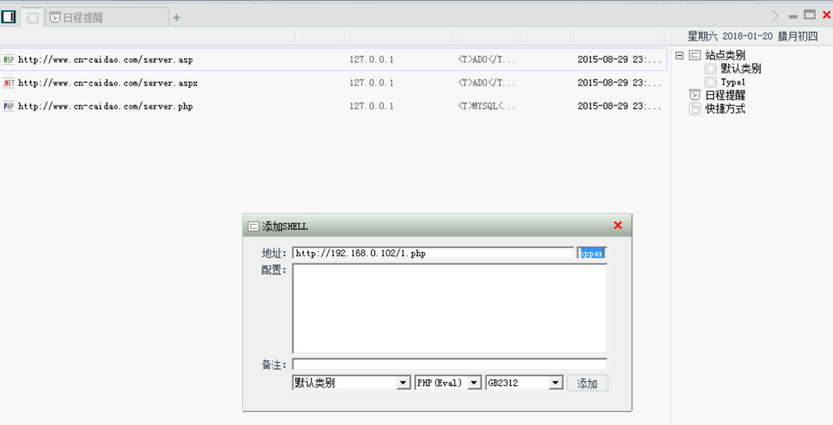 日程提醒 +
星期六 2018-01-20 腊月初四
ASP http://www.cn-caidao.com/server.asp 127.0.0.1 <T>ADO</T... 2015-08-29 23:...
.NET http://www.cn-caidao.com/server.aspx 127.0.0.1 <T>ADO</T... 2015-08-29 23:...
PHP http://www.cn-caidao.com/server.php 127.0.0.1 <T>MYSQL<... 2015-08-29 23:...
站点类别
默认类别
Type1
日程提醒
快捷方式
添加SHELL
地址: http://192.168.0.102/1.php
配置:
备注:
默认类别 PHP(Eval) GB2312 添加